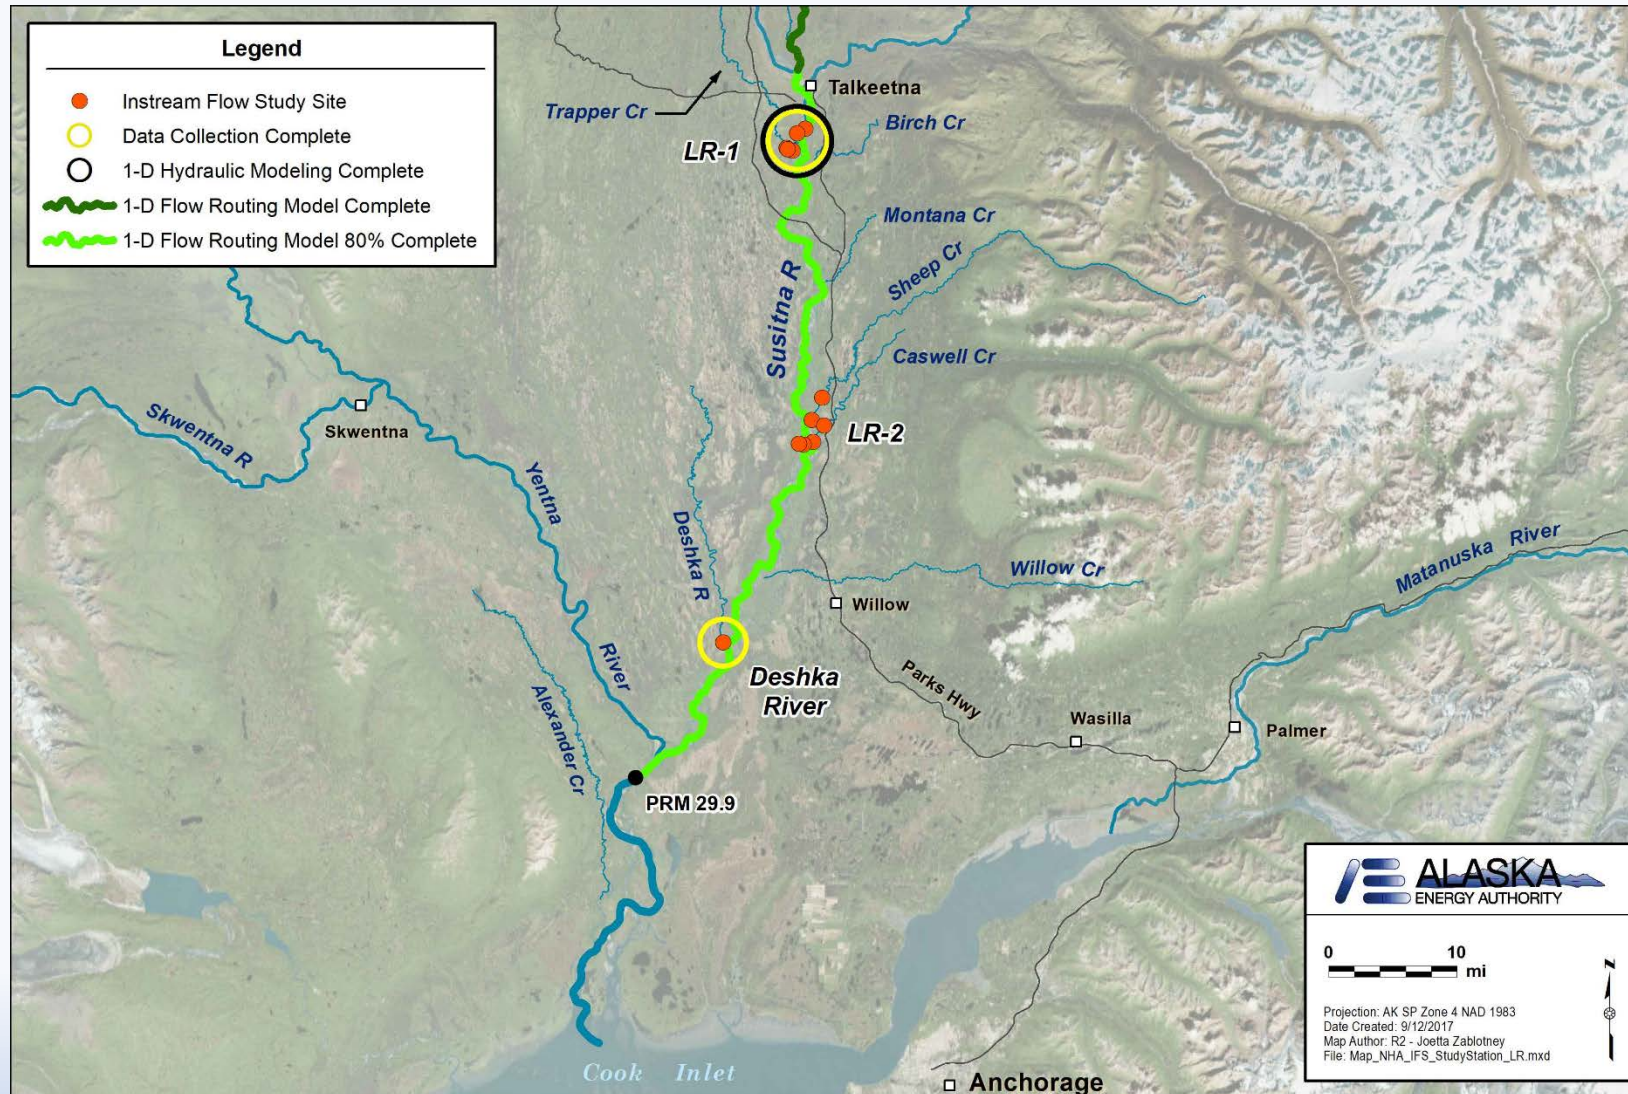 Legend
Instream Flow Study Site
Data Collection Complete
1-D Hydraulic Modeling Complete
1-D Flow Routing Model Complete
1-D Flow Routing Model 80% Complete
Talkeetna
Trapper Cr
Birch Cr
LR-1
Montana Cr
Sheep Cr
Susitna R
Caswell Cr
Skwentna R
Skwentna
LR-2
Yentna
River
Deshka R
Willow Cr
Matanuska River
Willow
Deshka
River
Parks Hwy
Alexander Cr
Wasilla
Palmer
PRM 29.9
Cook Inlet
Anchorage
ALASKA
ENERGY AUTHORITY
0 10
mi
N
Projection: AK SP Zone 4 NAD 1983
Date Created: 9/12/2017
Map Author: R2 - Joetta Zablotney
File: Map_NHA_IFS_StudyStation_LR.mxd